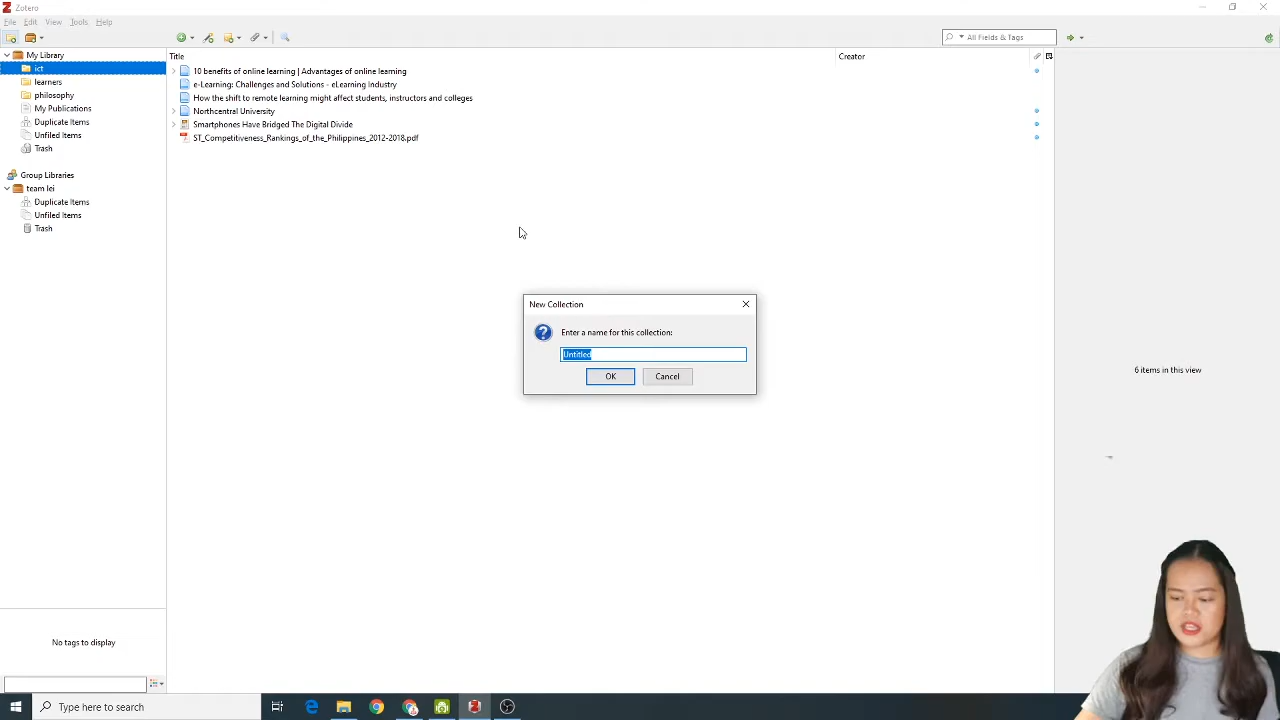 Zotero
File Edit View Tools Help
All Fields & Tags
My Library
ict
learners
philosophy
My Publications
Duplicate Items
Unfiled Items
Trash
Group Libraries
team lei
Duplicate Items
Unfiled Items
Trash
Title Creator
10 benefits of online learning | Advantages of online learning
e-Learning: Challenges and Solutions - eLearning Industry
How the shift to remote learning might affect students, instructors and colleges
Northcentral University
Smartphones Have Bridged The Digital Divide
ST_Competitiveness_Rankings_of_the_Philippines_2012-2018.pdf
New Collection
Enter a name for this collection:
Untitled
OK Cancel
6 items in this view
No tags to display
Type here to search